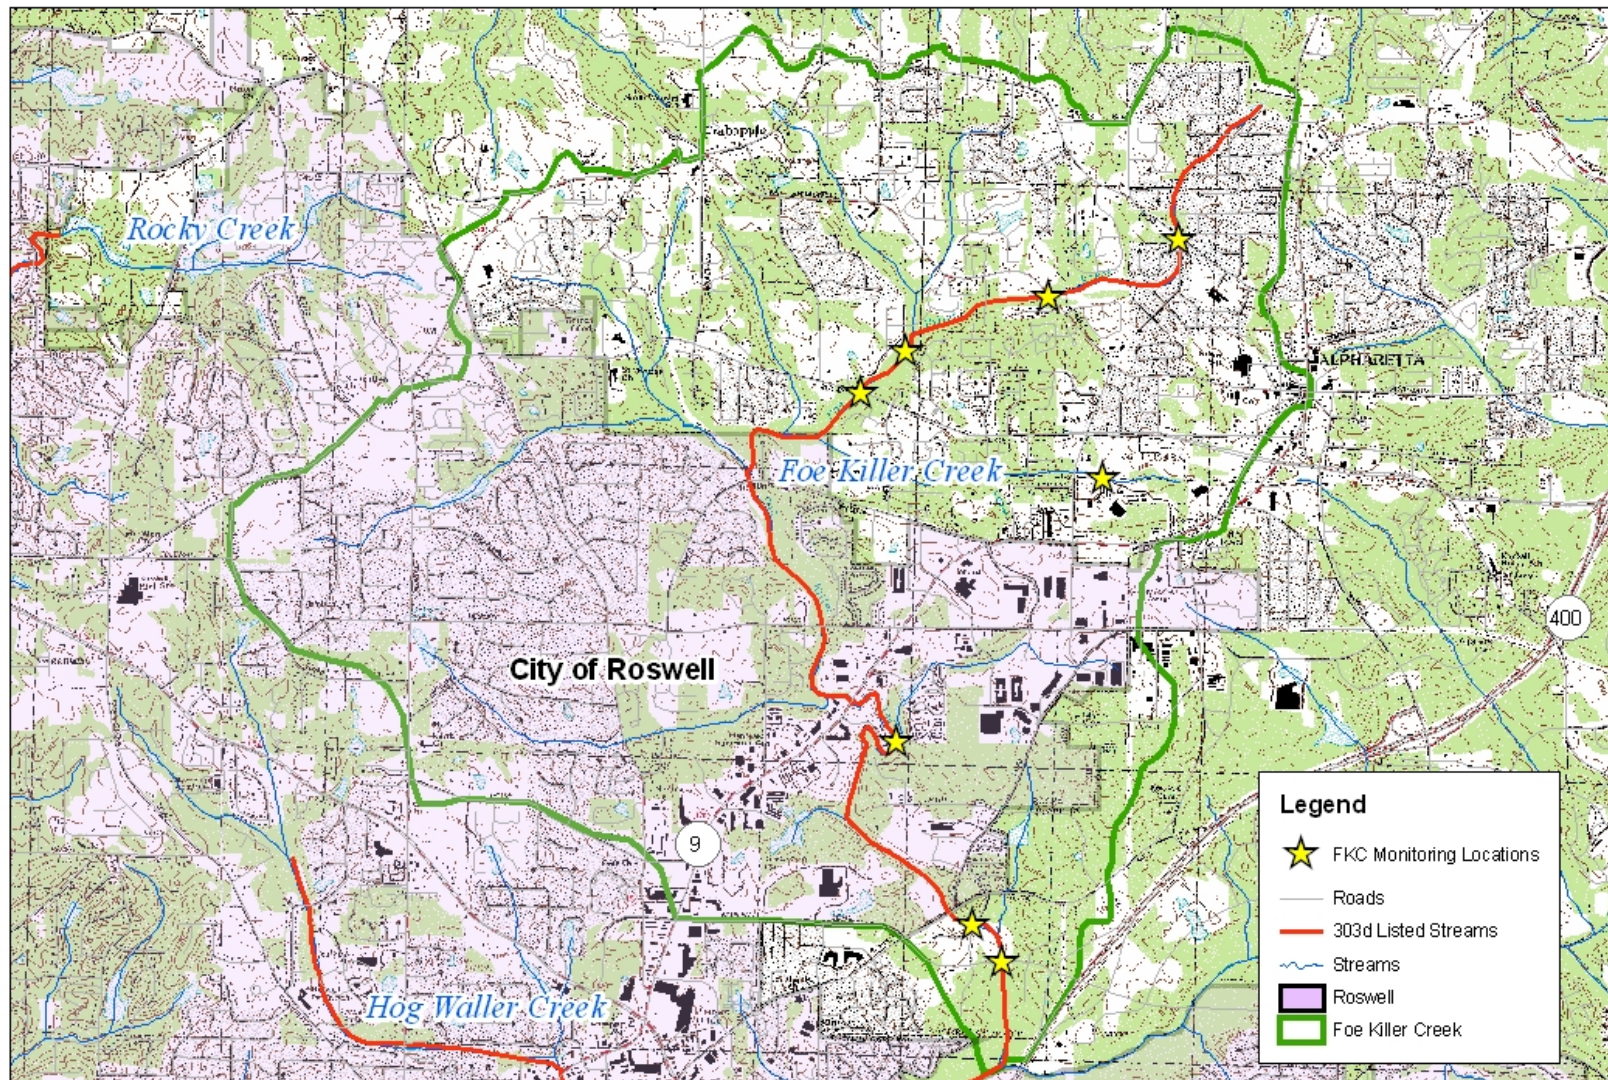 Crabapple
Rocky Creek
ALPHARETTA
Foe Killer Creek
400
City of Roswell
9
Hog Waller Creek
Legend
FKC Monitoring Locations
Roads
303d Listed Streams
Streams
Roswell
Foe Killer Creek